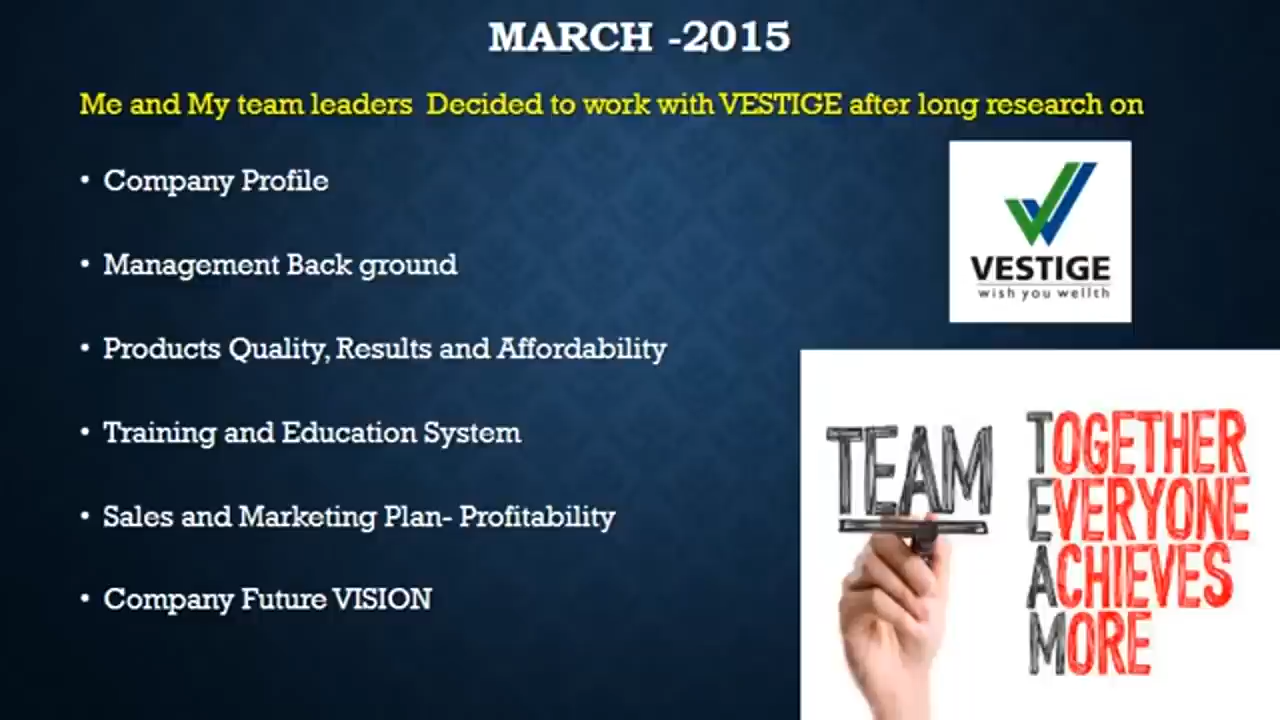 MARCH -2015
Me and My team leaders Decided to work with VESTIGE after long research on
• Company Profile
• Management Back ground
• Products Quality, Results and Affordability
• Training and Education System
• Sales and Marketing Plan- Profitability
• Company Future VISION
VESTIGE
wish you wellth
TEAM
TOGETHER
EVERYONE
ACHIEVES
MORE